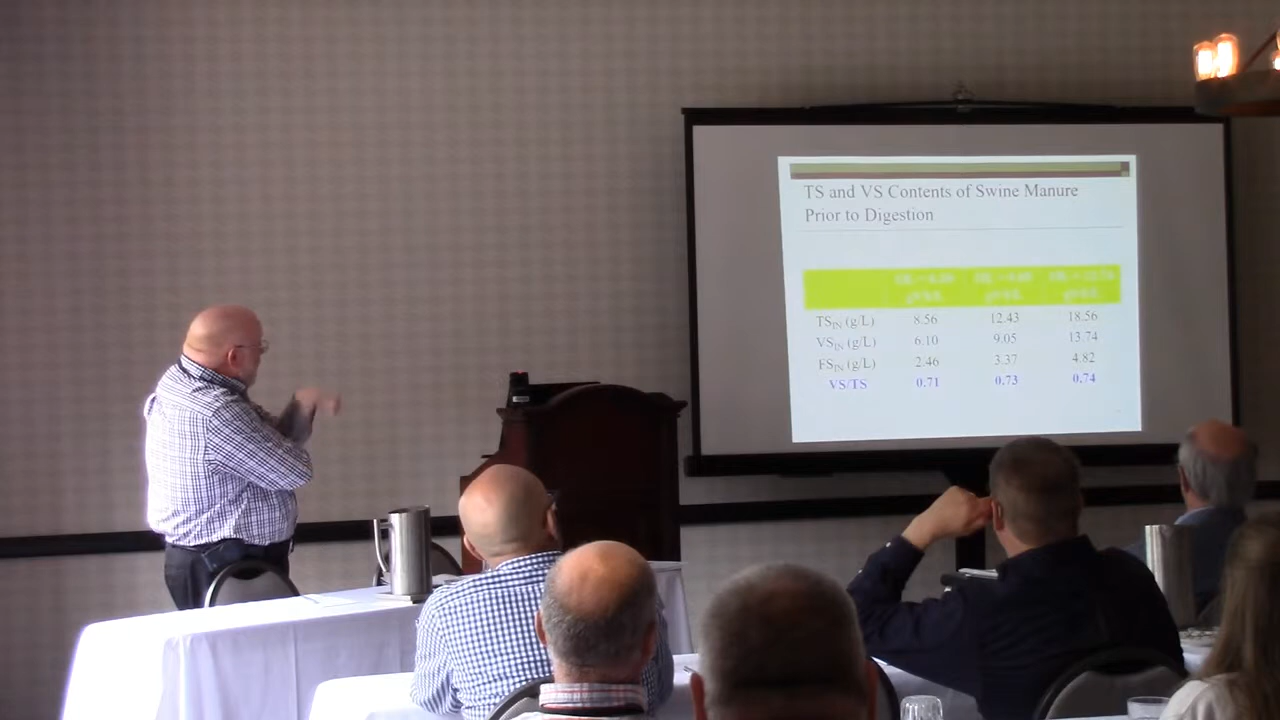 TS and VS Contents of Swine Manure
Prior to Digestion
TS_IN (g/L) 8.56 12.43 18.56
VS_IN (g/L) 6.10 9.05 13.74
FS_IN (g/L) 2.46 3.37 4.82
VS/TS 0.71 0.73 0.74